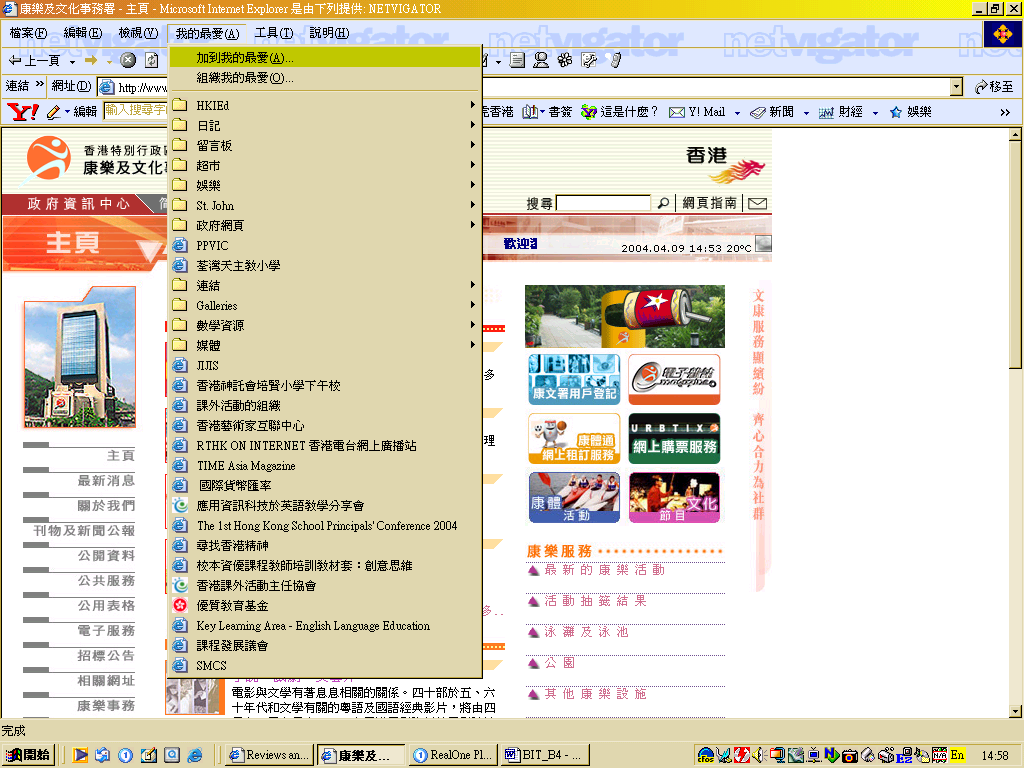 康樂及文化事務署 - 主頁 - Microsoft Internet Explorer 是由下列提供: NETVIGATOR
檔案(F) 編輯(E) 檢視(V) 我的最愛(A) 工具(T) 說明(H)
netvigator
上一頁
連結 » 網址(D) http://www
移至
Y! 編輯 輸入搜尋字
香港 書簽 這是什麼? Y! Mail 新聞 財經 娛樂 »
加到我的最愛(A)...
組織我的最愛(O)...
HKIEd
日記
留言板
超市
娛樂
St. John
政府網頁
PPVIC
荃灣天主教小學
連結
Galleries
數學資源
媒體
JIJIS
香港神託會培賢小學下午校
課外活動的組織
香港藝術家互聯中心
RTHK ON INTERNET 香港電台網上廣播站
TIME Asia Magazine
國際貨幣匯率
應用資訊科技於英語教學分享會
The 1st Hong Kong School Principals' Conference 2004
尋找香港精神
校本資優課程教師培訓教材套：創意思維
香港課外活動主任協會
優質教育基金
Key Learning Area - English Language Education
課程發展議會
SMCS
香港特別行政區
康樂及文化事
香港
政府資訊中心 簡
搜尋 網頁指南
主頁
歡迎
2004.04.09 14:53 20°C
主頁
最新消息
關於我們
刊物及新聞公報
公開資料
公共服務
公用表格
電子服務
招標公告
相關網址
康樂事務
多
理
多..
電影與文學有著息息相關的關係。四十部於五、六
十年代和文學有關的粵語及國語經典影片，將由四
康文署用戶登記
電子雜誌
康體通
網上租訂服務
URBTIX
網上購票服務
康體
活動
文化
節目
文康服務顯繽紛 齊心合力為社群
康樂服務
最新的康樂活動
活動抽籤結果
泳灘及泳池
公園
其他康樂設施
完成
開始
Reviews an...
康樂及...
RealOne Pl...
BIT_B4 - ...
En
14:58